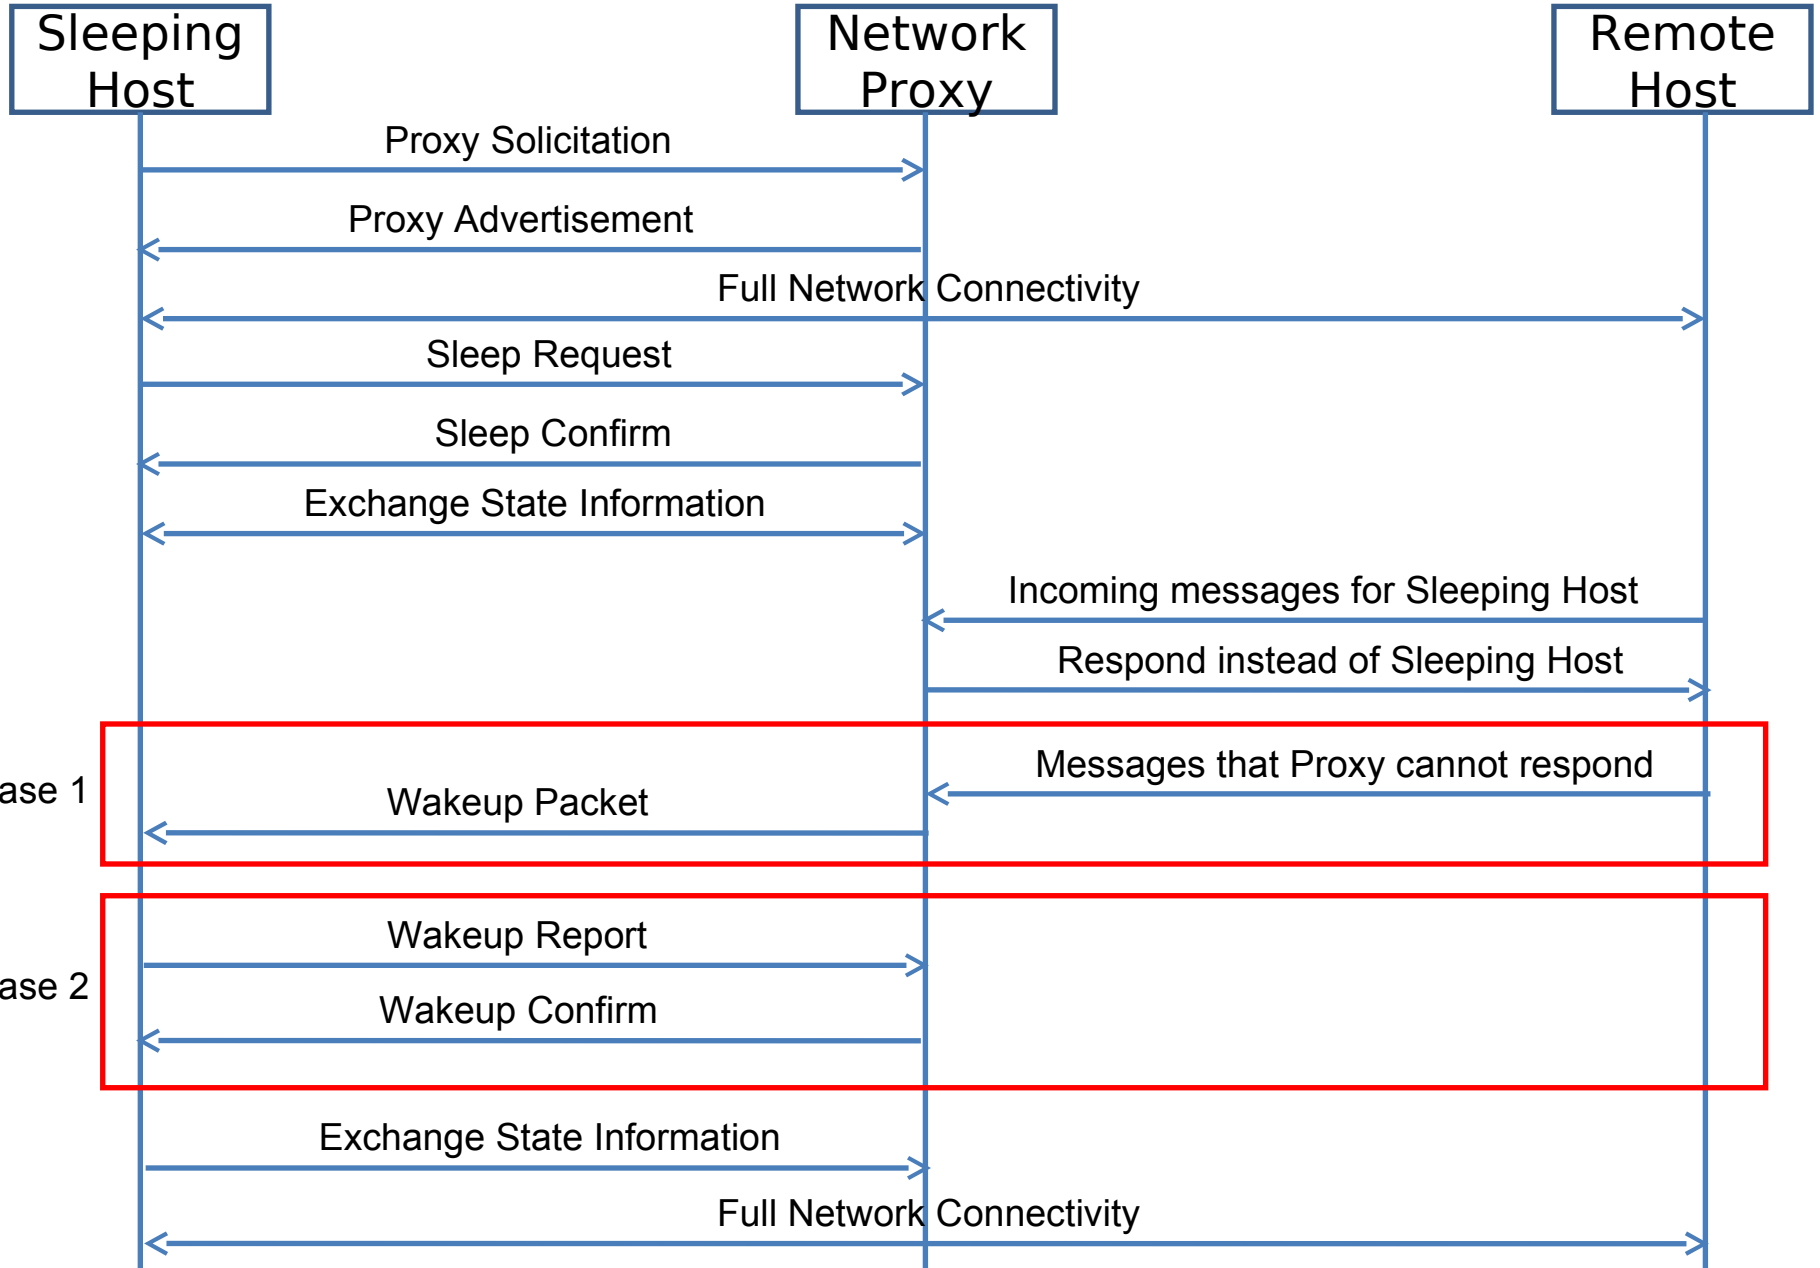 Sleeping
Host
Network
Proxy
Remote
Host
Proxy Solicitation
Proxy Advertisement
Full Network Connectivity
Sleep Request
Sleep Confirm
Exchange State Information
Incoming messages for Sleeping Host
Respond instead of Sleeping Host
Messages that Proxy cannot respond
ase 1
Wakeup Packet
Wakeup Report
ase 2
Wakeup Confirm
Exchange State Information
Full Network Connectivity